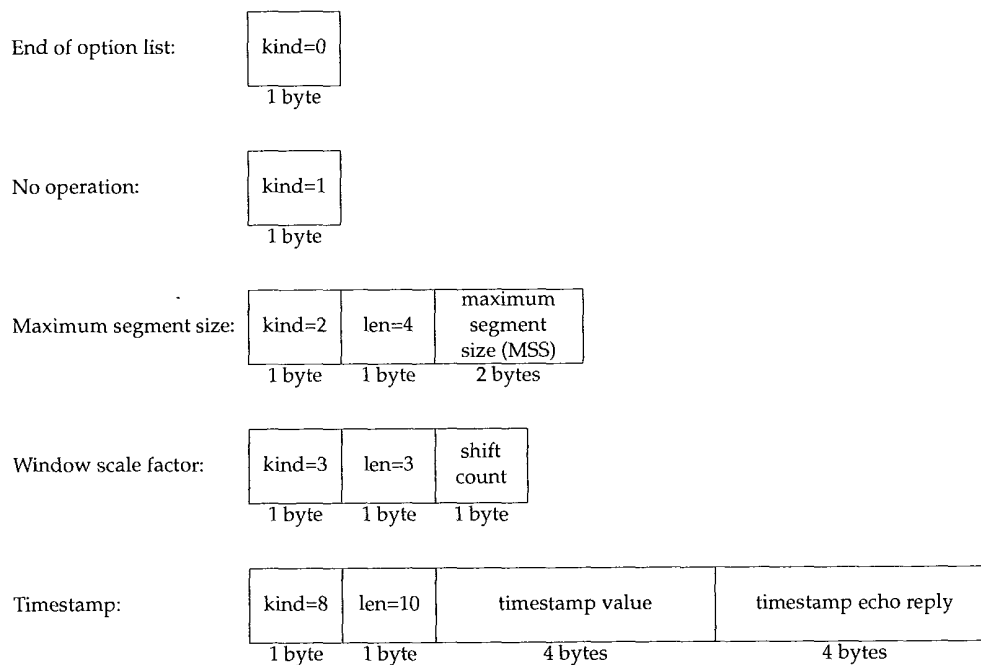 End of option list:
kind=0
1 byte
No operation:
kind=1
1 byte
Maximum segment size:
kind=2
len=4
maximum
segment
size (MSS)
1 byte
1 byte
2 bytes
Window scale factor:
kind=3
len=3
shift
count
1 byte
1 byte
1 byte
Timestamp:
kind=8
len=10
timestamp value
timestamp echo reply
1 byte
1 byte
4 bytes
4 bytes